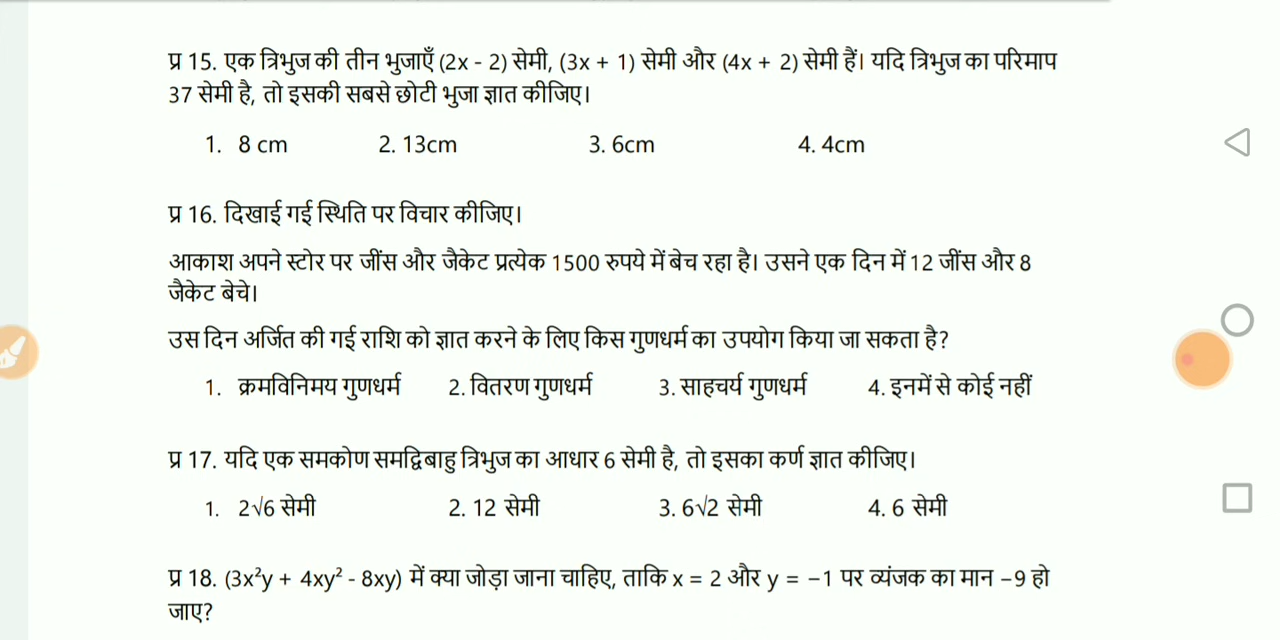 प्र 15. एक त्रिभुज की तीन भुजाएँ (2x - 2) सेमी, (3x + 1) सेमी और (4x + 2) सेमी हैं। यदि त्रिभुज का परिमाप
37 सेमी है, तो इसकी सबसे छोटी भुजा ज्ञात कीजिए।
1. 8 cm 2. 13cm 3. 6cm 4. 4cm
प्र 16. दिखाई गई स्थिति पर विचार कीजिए।
आकाश अपने स्टोर पर जींस और जैकेट प्रत्येक 1500 रुपये में बेच रहा है। उसने एक दिन में 12 जींस और 8
जैकेट बेचे।
उस दिन अर्जित की गई राशि को ज्ञात करने के लिए किस गुणधर्म का उपयोग किया जा सकता है?
1. क्रमविनिमय गुणधर्म 2. वितरण गुणधर्म 3. साहचर्य गुणधर्म 4. इनमें से कोई नहीं
प्र 17. यदि एक समकोण समद्विबाहु त्रिभुज का आधार 6 सेमी है, तो इसका कर्ण ज्ञात कीजिए।
1. 2√6 सेमी 2. 12 सेमी 3. 6√2 सेमी 4. 6 सेमी
प्र 18. (3x²y + 4xy² - 8xy) में क्या जोड़ा जाना चाहिए, ताकि x = 2 और y = −1 पर व्यंजक का मान −9 हो
जाए?